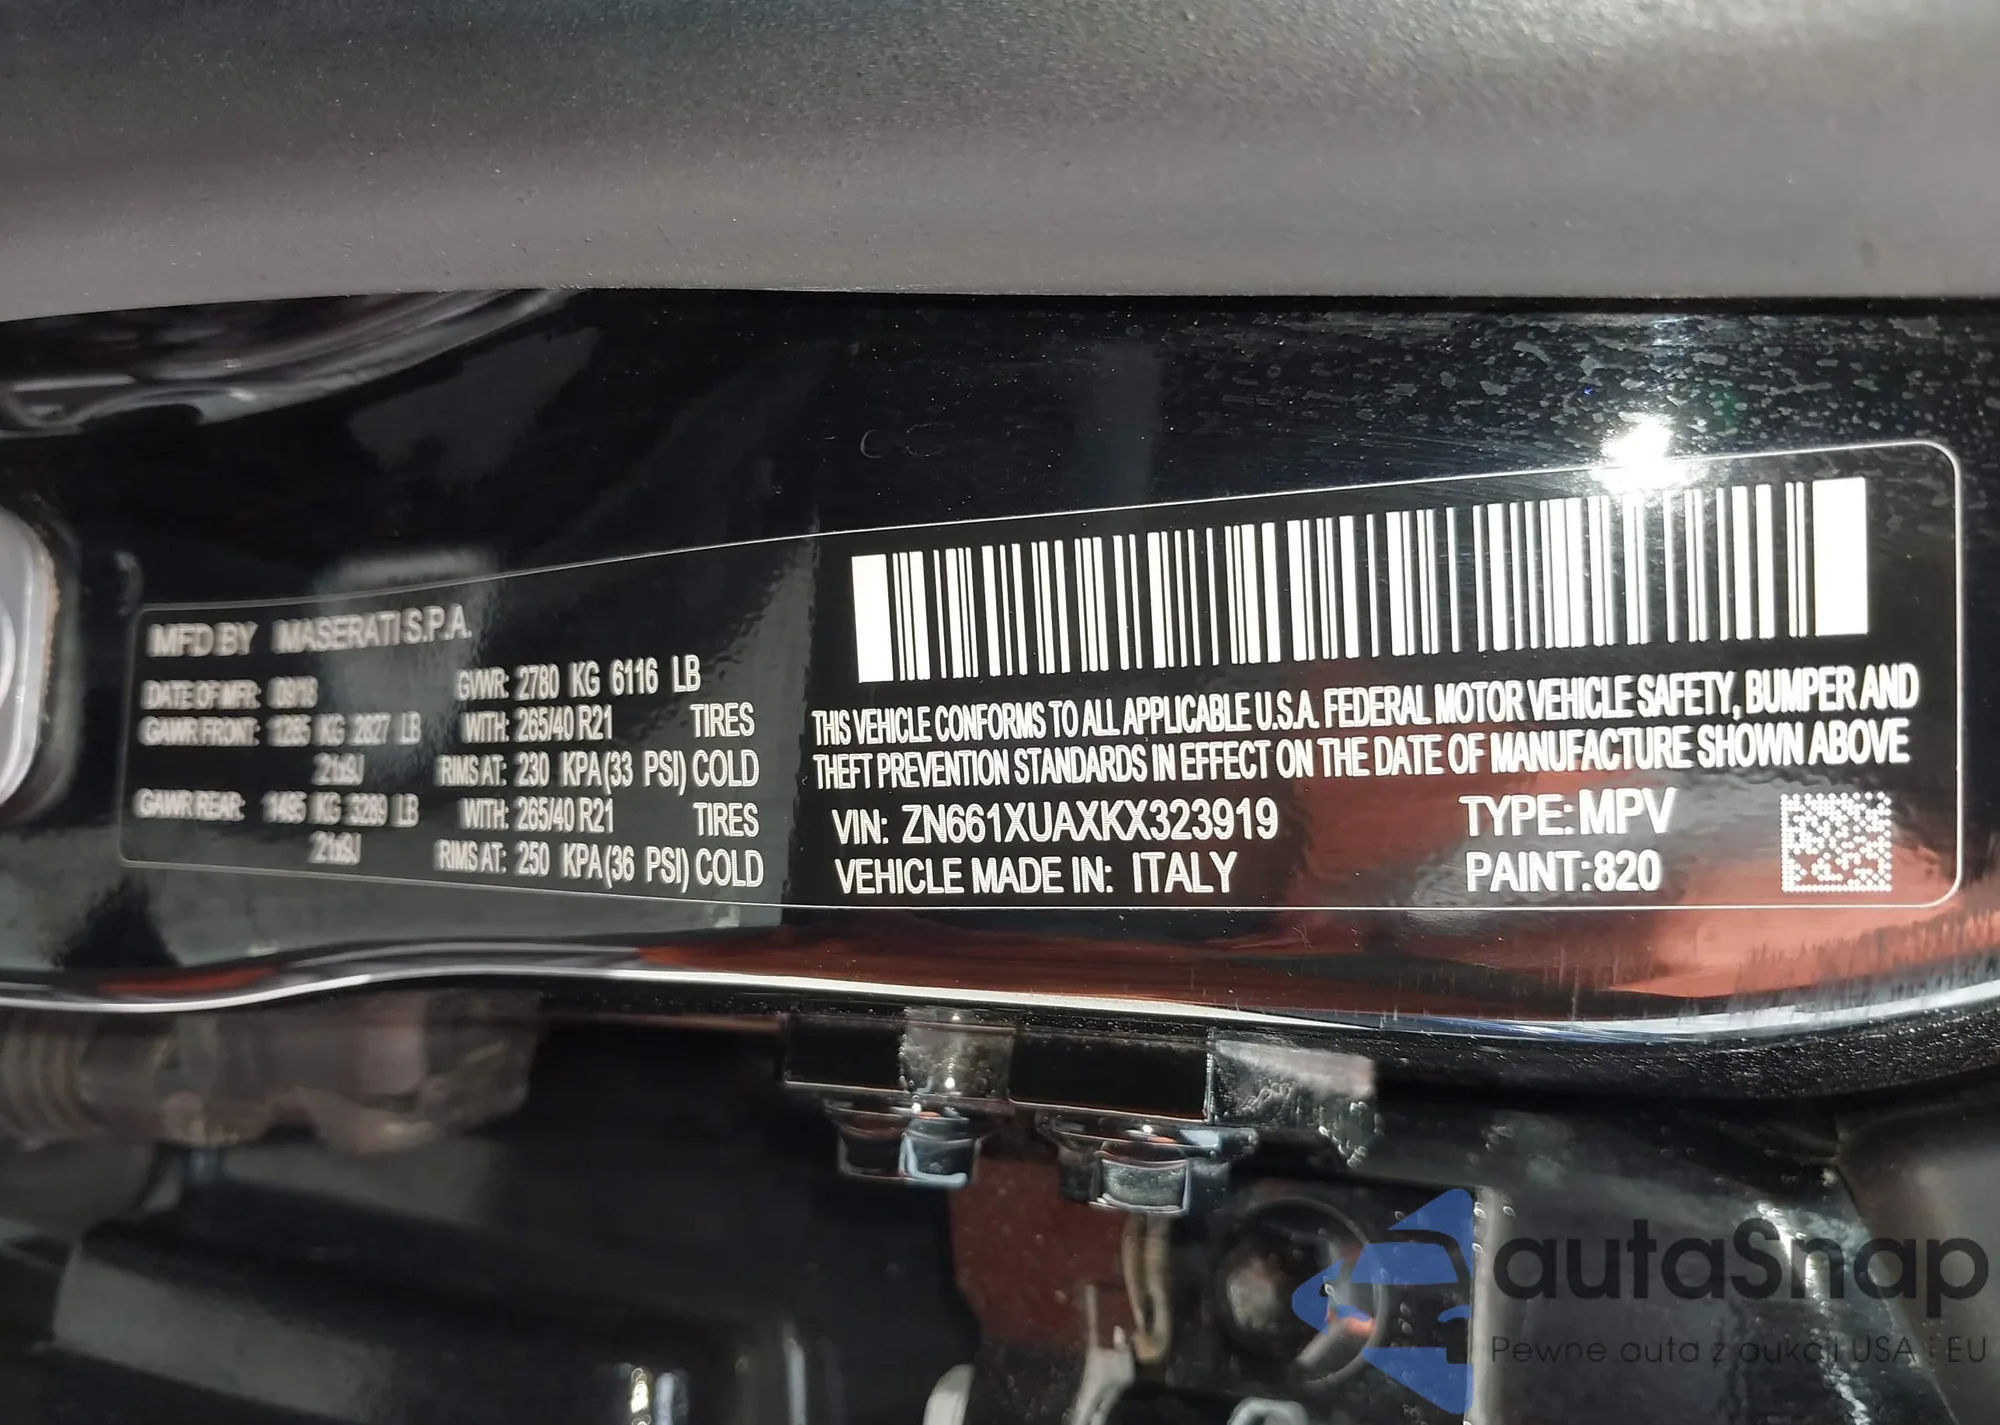 MFD BY MASERATI S.P.A.
DATE OF MFR: 09/18 GVWR: 2780 KG 6116 LB
GAWR FRONT: 1285 KG 2827 LB WITH: 265/40 R21 TIRES
21x9J RIMS AT: 230 KPA(33 PSI) COLD
GAWR REAR: 1495 KG 3289 LB WITH: 265/40 R21 TIRES
21x9J RIMS AT: 250 KPA(36 PSI) COLD
THIS VEHICLE CONFORMS TO ALL APPLICABLE U.S.A. FEDERAL MOTOR VEHICLE SAFETY, BUMPER AND
THEFT PREVENTION STANDARDS IN EFFECT ON THE DATE OF MANUFACTURE SHOWN ABOVE
VIN: ZN661XUAXKX323919 TYPE: MPV
VEHICLE MADE IN: ITALY PAINT: 820
autaSnap
Pewne auta z aukcji USA i EU